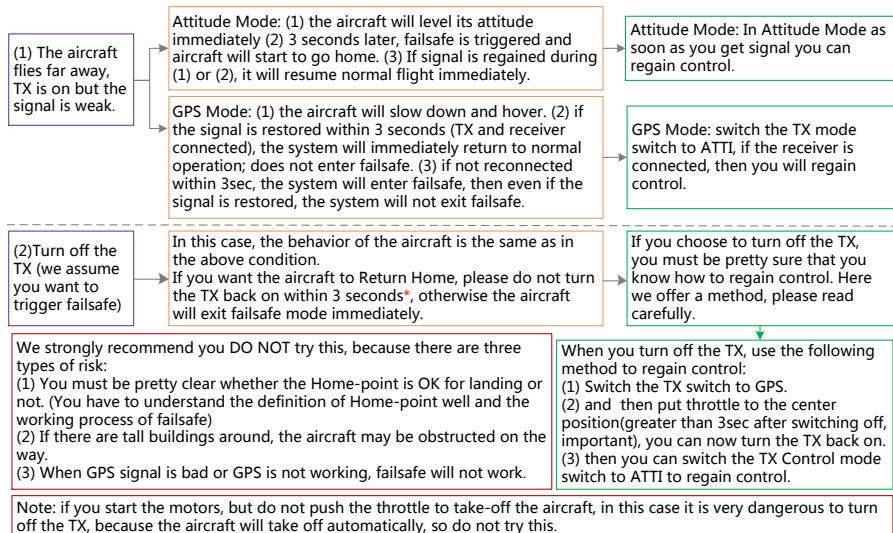 (1) The aircraft
flies far away,
TX is on but the
signal is weak.
Attitude Mode: (1) the aircraft will level its attitude
immediately (2) 3 seconds later, failsafe is triggered and
aircraft will start to go home. (3) If signal is regained during
(1) or (2), it will resume normal flight immediately.
Attitude Mode: In Attitude Mode as
soon as you get signal you can
regain control.
GPS Mode: (1) the aircraft will slow down and hover. (2) if
the signal is restored within 3 seconds (TX and receiver
connected), the system will immediately return to normal
operation; does not enter failsafe. (3) if not reconnected
within 3sec, the system will enter failsafe, then even if the
signal is restored, the system will not exit failsafe.
GPS Mode: switch the TX mode
switch to ATTI, if the receiver is
connected, then you will regain
control.
(2)Turn off the
TX (we assume
you want to
trigger failsafe)
In this case, the behavior of the aircraft is the same as in
the above condition.
If you want the aircraft to Return Home, please do not turn
the TX back on within 3 seconds*, otherwise the aircraft
will exit failsafe mode immediately.
If you choose to turn off the TX,
you must be pretty sure that you
know how to regain control. Here
we offer a method, please read
carefully.
We strongly recommend you DO NOT try this, because there are three
types of risk:
(1) You must be pretty clear whether the Home-point is OK for landing or
not. (You have to understand the definition of Home-point well and the
working process of failsafe)
(2) If there are tall buildings around, the aircraft may be obstructed on the
way.
(3) When GPS signal is bad or GPS is not working, failsafe will not work.
When you turn off the TX, use the following
method to regain control:
(1) Switch the TX switch to GPS.
(2) and then put throttle to the center
position(greater than 3sec after switching off,
important), you can now turn the TX back on.
(3) then you can switch the TX Control mode
switch to ATTI to regain control.
Note: if you start the motors, but do not push the throttle to take-off the aircraft, in this case it is very dangerous to turn
off the TX, because the aircraft will take off automatically, so do not try this.